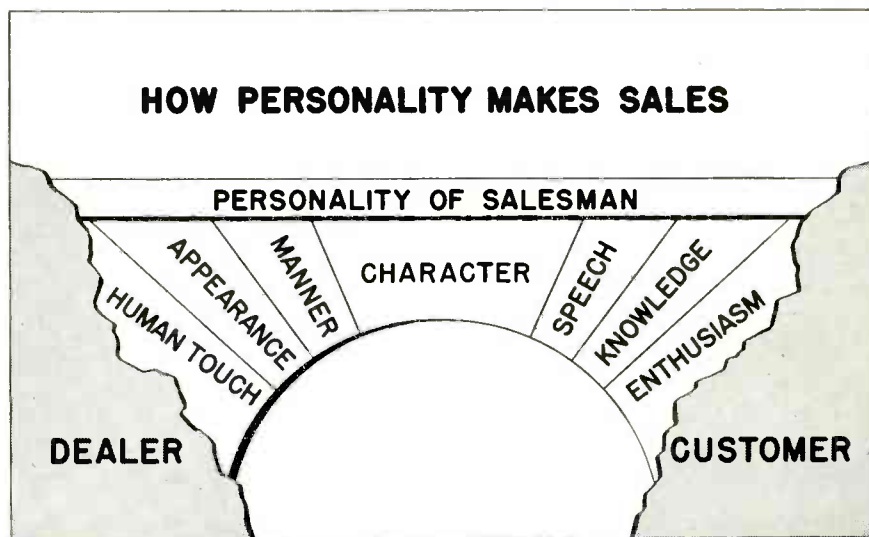 HOW PERSONALITY MAKES SALES
PERSONALITY OF SALESMAN
HUMAN TOUCH
APPEARANCE
MANNER
CHARACTER
SPEECH
KNOWLEDGE
ENTHUSIASM
DEALER
CUSTOMER